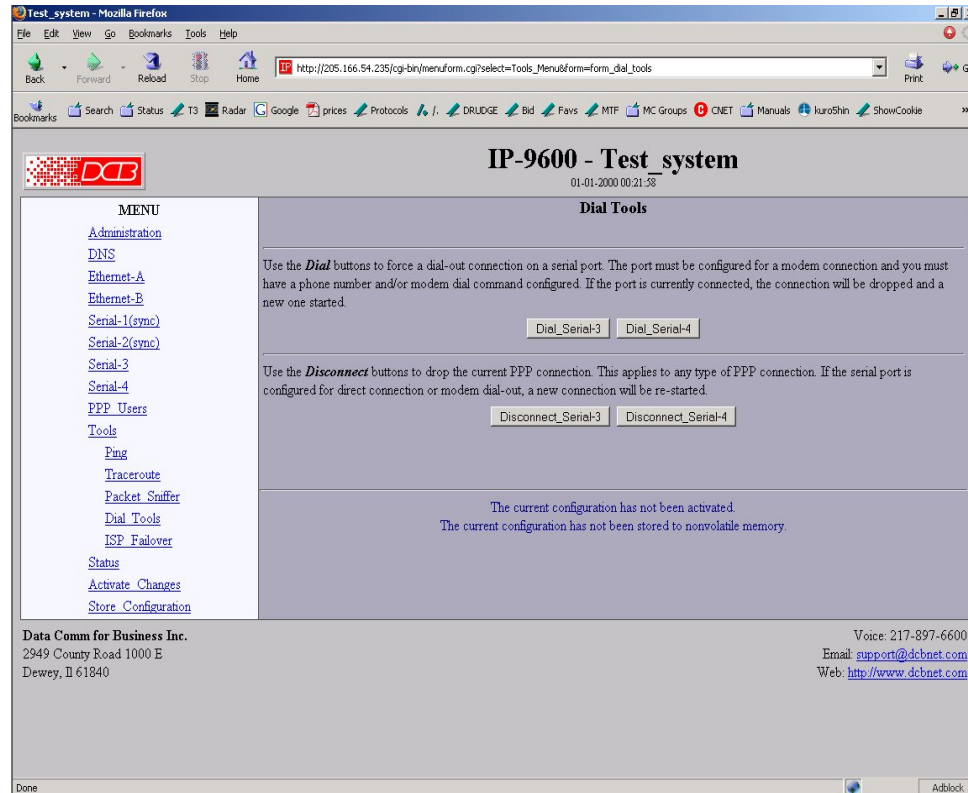 Test_system - Mozilla Firefox
File Edit View Go Bookmarks Tools Help
Back Forward Reload Stop Home
IP http://205.166.54.235/cgi-bin/menuform.cgi?select=Tools_Menu&form=form_dial_tools
Print G
Bookmarks Search Status T3 Radar Google prices Protocols /. DRUDGE Bid Favs MTF MC Groups CNET Manuals kuro5hin ShowCookie »
DCB
IP-9600 - Test_system
01-01-2000 00:21:58
MENU
Administration
DNS
Ethernet-A
Ethernet-B
Serial-1(sync)
Serial-2(sync)
Serial-3
Serial-4
PPP Users
Tools
Ping
Traceroute
Packet Sniffer
Dial Tools
ISP Failover
Status
Activate Changes
Store Configuration
Dial Tools
Use the Dial buttons to force a dial-out connection on a serial port. The port must be configured for a modem connection and you must
have a phone number and/or modem dial command configured. If the port is currently connected, the connection will be dropped and a
new one started.
Dial_Serial-3 Dial_Serial-4
Use the Disconnect buttons to drop the current PPP connection. This applies to any type of PPP connection. If the serial port is
configured for direct connection or modem dial-out, a new connection will be re-started.
Disconnect_Serial-3 Disconnect_Serial-4
The current configuration has not been activated.
The current configuration has not been stored to nonvolatile memory.
Data Comm for Business Inc.
2949 County Road 1000 E
Dewey, Il 61840
Voice: 217-897-6600
Email: support@dcbnet.com
Web: http://www.dcbnet.com
Done
Adblock